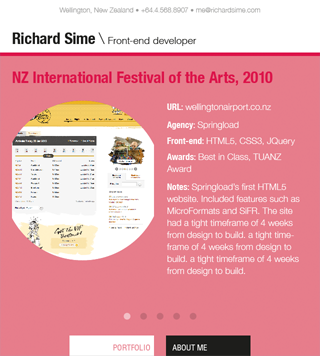 Wellington, New Zealand • +64.4.568.8907 • me@richardsime.com
Richard Sime \ Front-end developer
NZ International Festival of the Arts, 2010
URL: wellingtonairport.co.nz
Agency: Springload
Front-end: HTML5, CSS3, JQuery
Awards: Best in Class, TUANZ
Award
Notes: Springload's first HTML5
website. Included features such as
MicroFormats and SIFR. The site
had a tight timeframe of 4 weeks
from design to build. a tight time-
frame of 4 weeks from design to
build. a tight timeframe of 4 weeks
from design to build.
PORTFOLIO
ABOUT ME